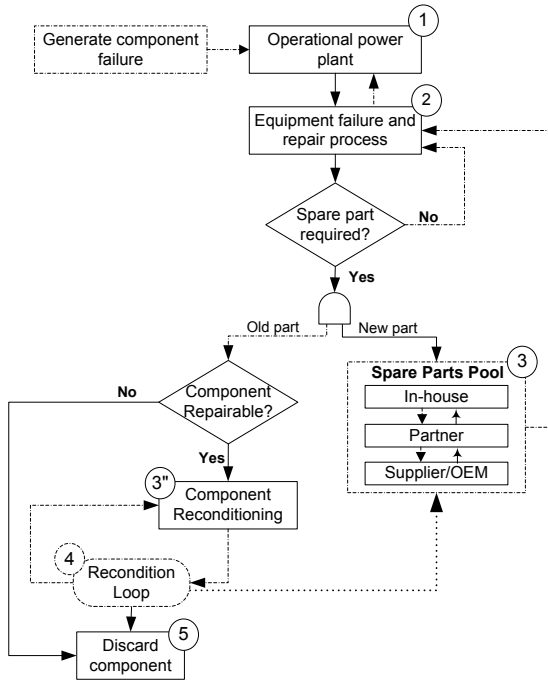 Generate component
failure
1
Operational power
plant
2
Equipment failure and
repair process
Spare part
required?
No
Yes
Old part
New part
3
Spare Parts Pool
In-house
Partner
Supplier/OEM
No
Component
Repairable?
Yes
3"
Component
Reconditioning
4
Recondition
Loop
5
Discard
component